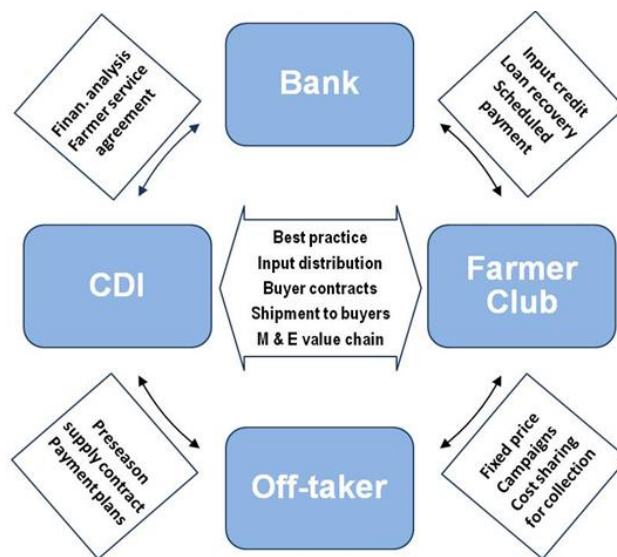 Finan. analysis
Farmer service
agreement
Bank
Input credit
Loan recovery
Scheduled
payment
CDI
Best practice
Input distribution
Buyer contracts
Shipment to buyers
M & E value chain
Farmer
Club
Preseason
supply contract
Payment plans
Off-taker
Fixed price
Campaigns
Cost sharing
for collection